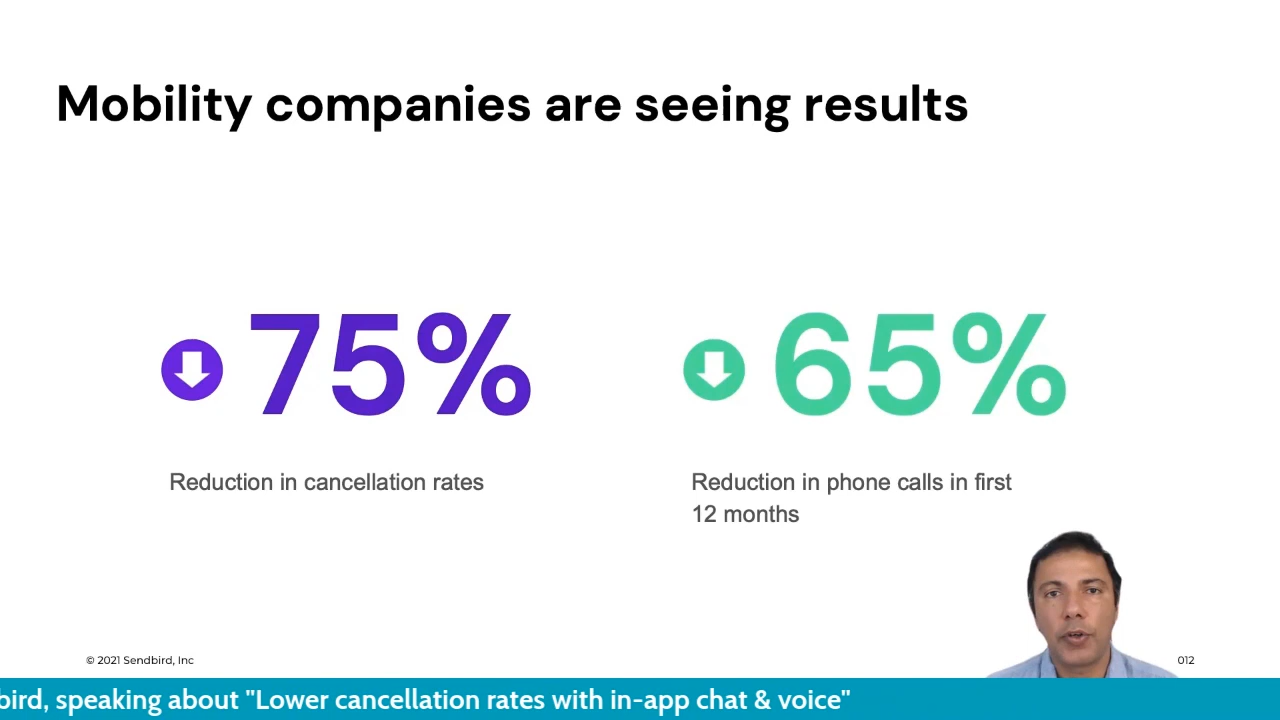 Mobility companies are seeing results
75%
65%
Reduction in cancellation rates
Reduction in phone calls in first
12 months
© 2021 Sendbird, Inc
012
bird, speaking about "Lower cancellation rates with in-app chat & voice"